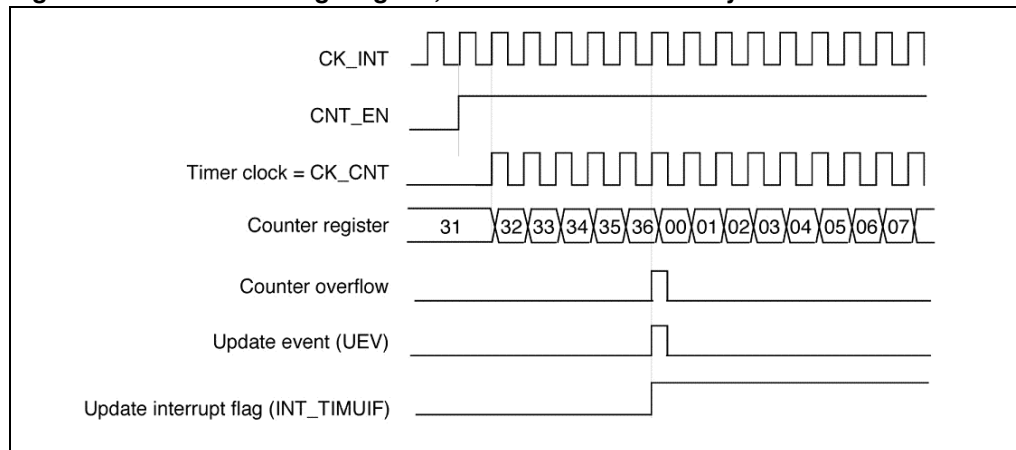 CK_INT
CNT_EN
Timer clock = CK_CNT
Counter register 31 32 33 34 35 36 00 01 02 03 04 05 06 07
Counter overflow
Update event (UEV)
Update interrupt flag (INT_TIMUIF)